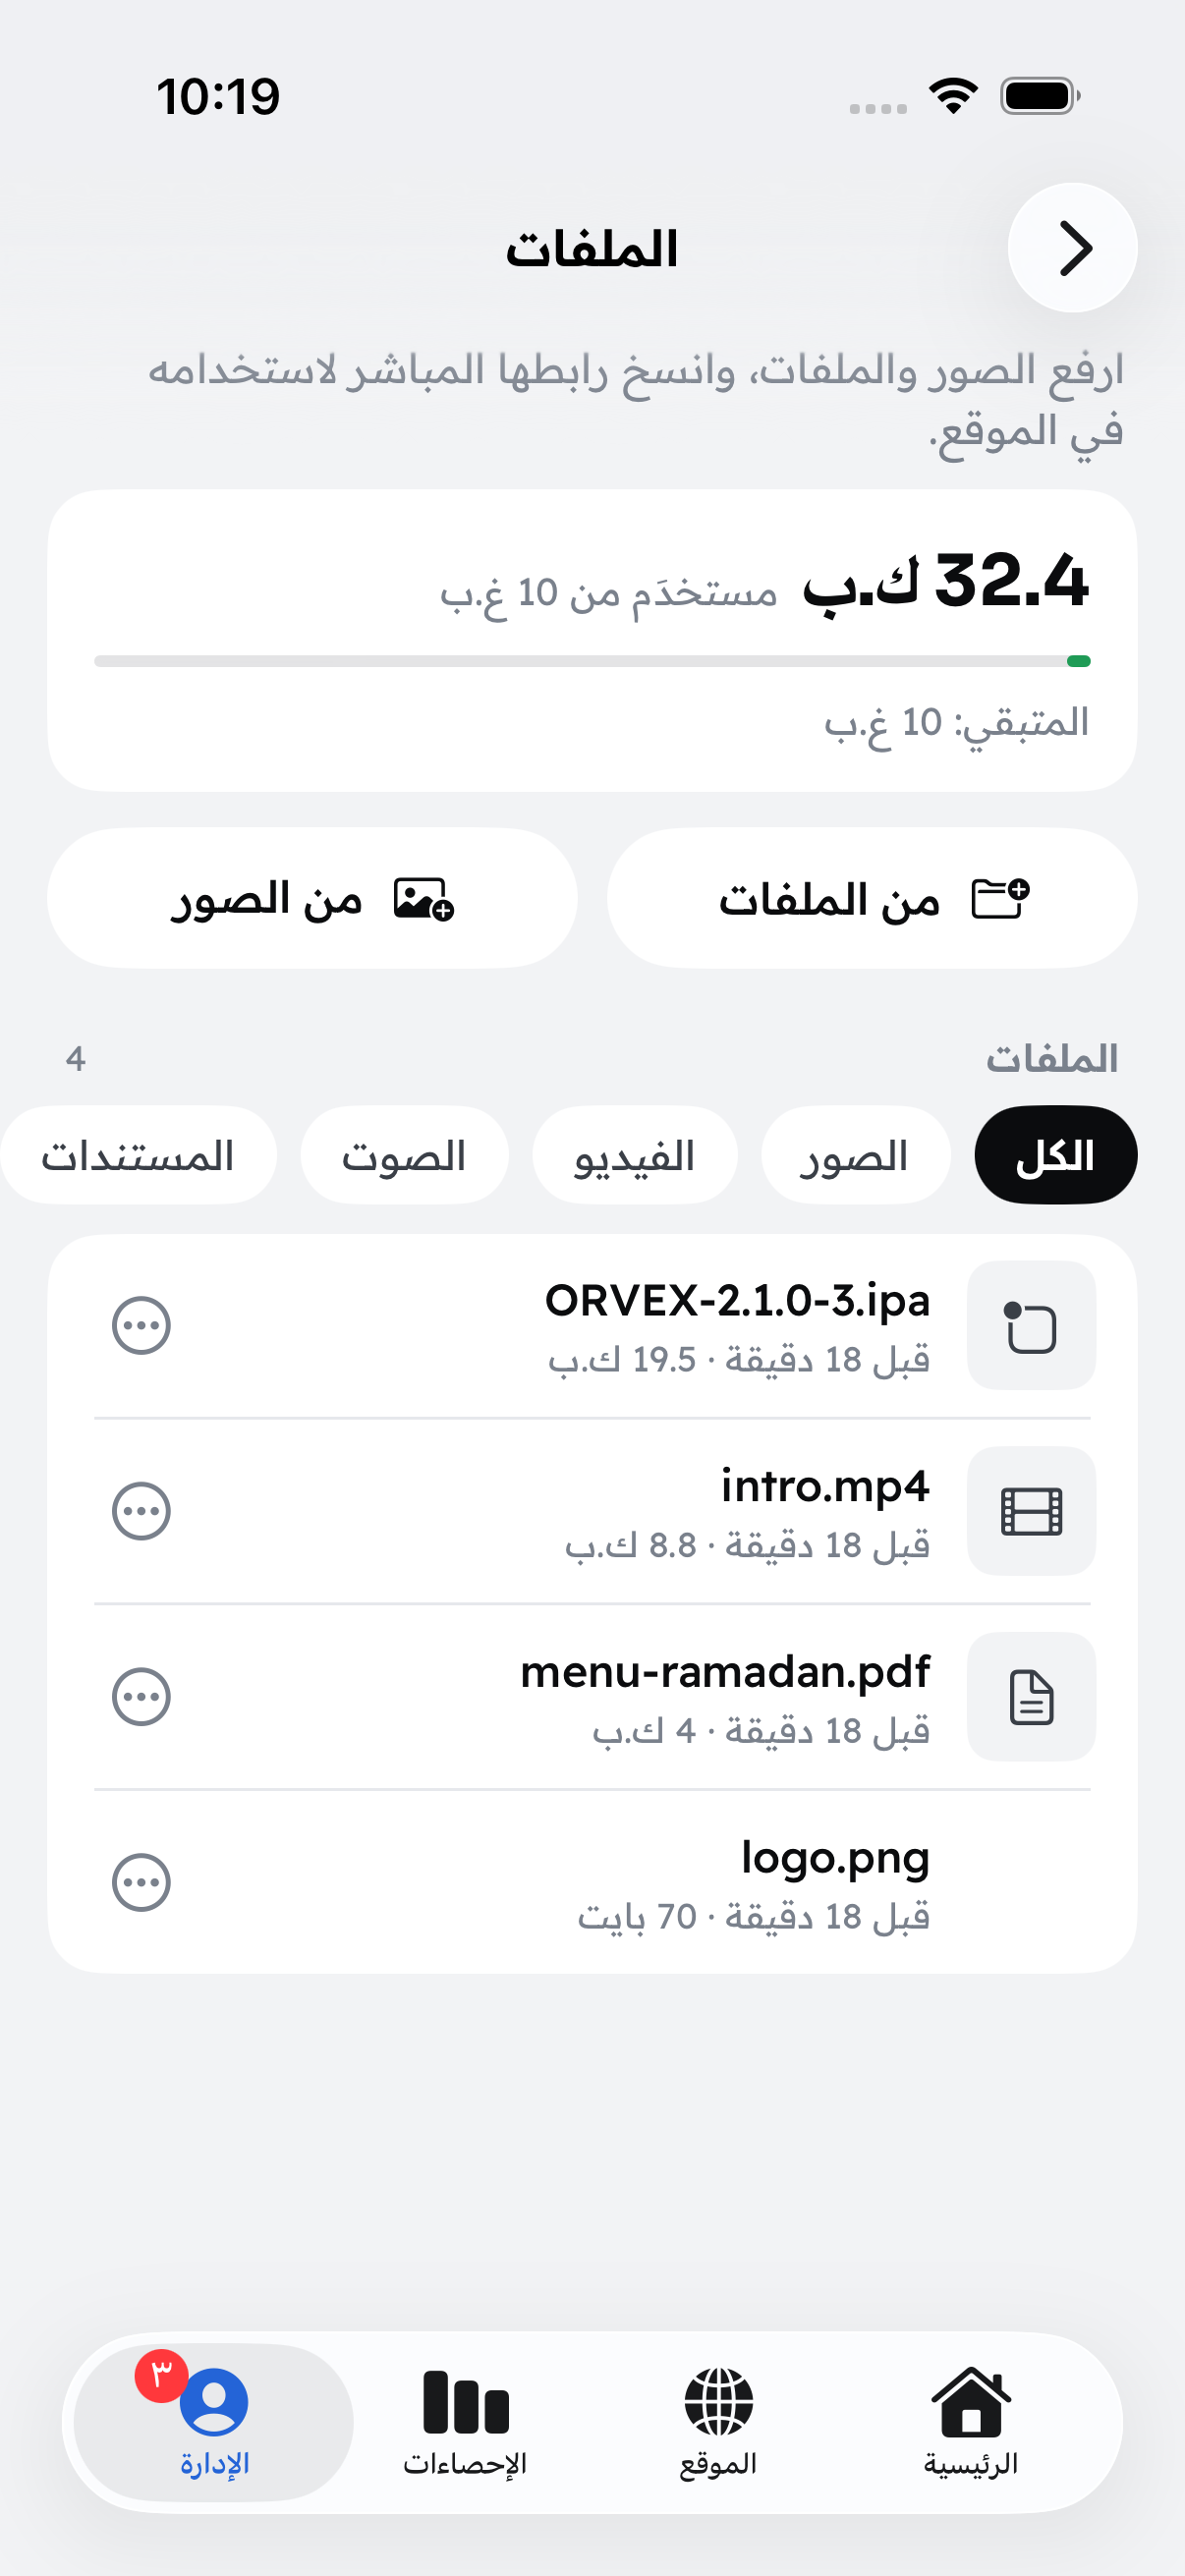 10:19
الملفات
ارفع الصور والملفات، وانسخ رابطها المباشر لاستخدامه
في الموقع.
32.4 ك.ب مستخدَم من 10 غ.ب
المتبقي: 10 غ.ب
من الملفات
من الصور
الملفات
4
الكل
الصور
الفيديو
الصوت
المستندات
ORVEX-2.1.0-3.ipa
قبل 18 دقيقة · 19.5 ك.ب
intro.mp4
قبل 18 دقيقة · 8.8 ك.ب
menu-ramadan.pdf
قبل 18 دقيقة · 4 ك.ب
logo.png
قبل 18 دقيقة · 70 بايت
الرئيسية
الموقع
الإحصاءات
٣
الإدارة